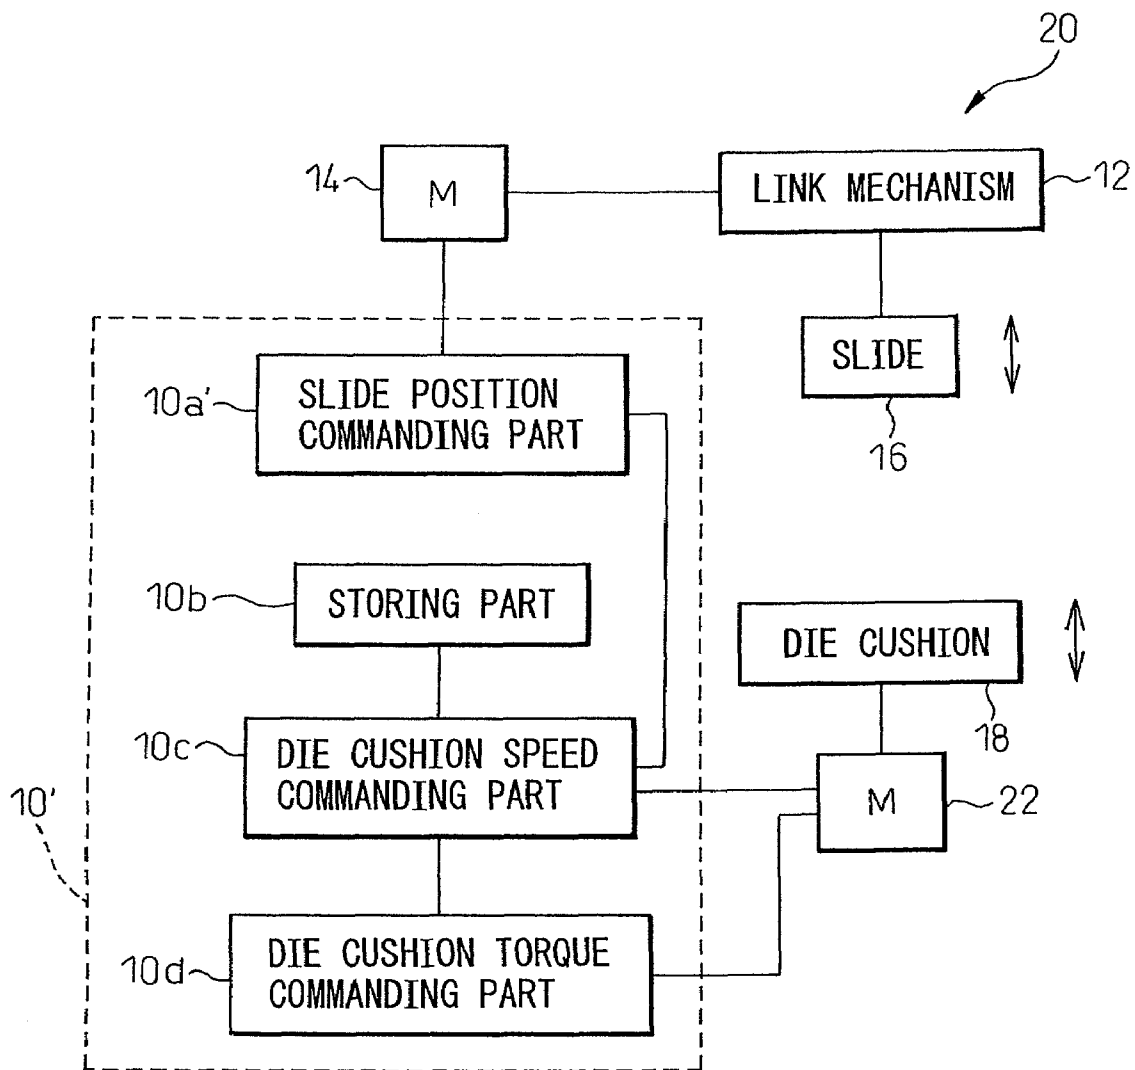 20
14
M
LINK MECHANISM
12
10a'
SLIDE POSITION
COMMANDING PART
SLIDE
16
10b
STORING PART
DIE CUSHION
18
10c
DIE CUSHION SPEED
COMMANDING PART
M
22
10'
10d
DIE CUSHION TORQUE
COMMANDING PART